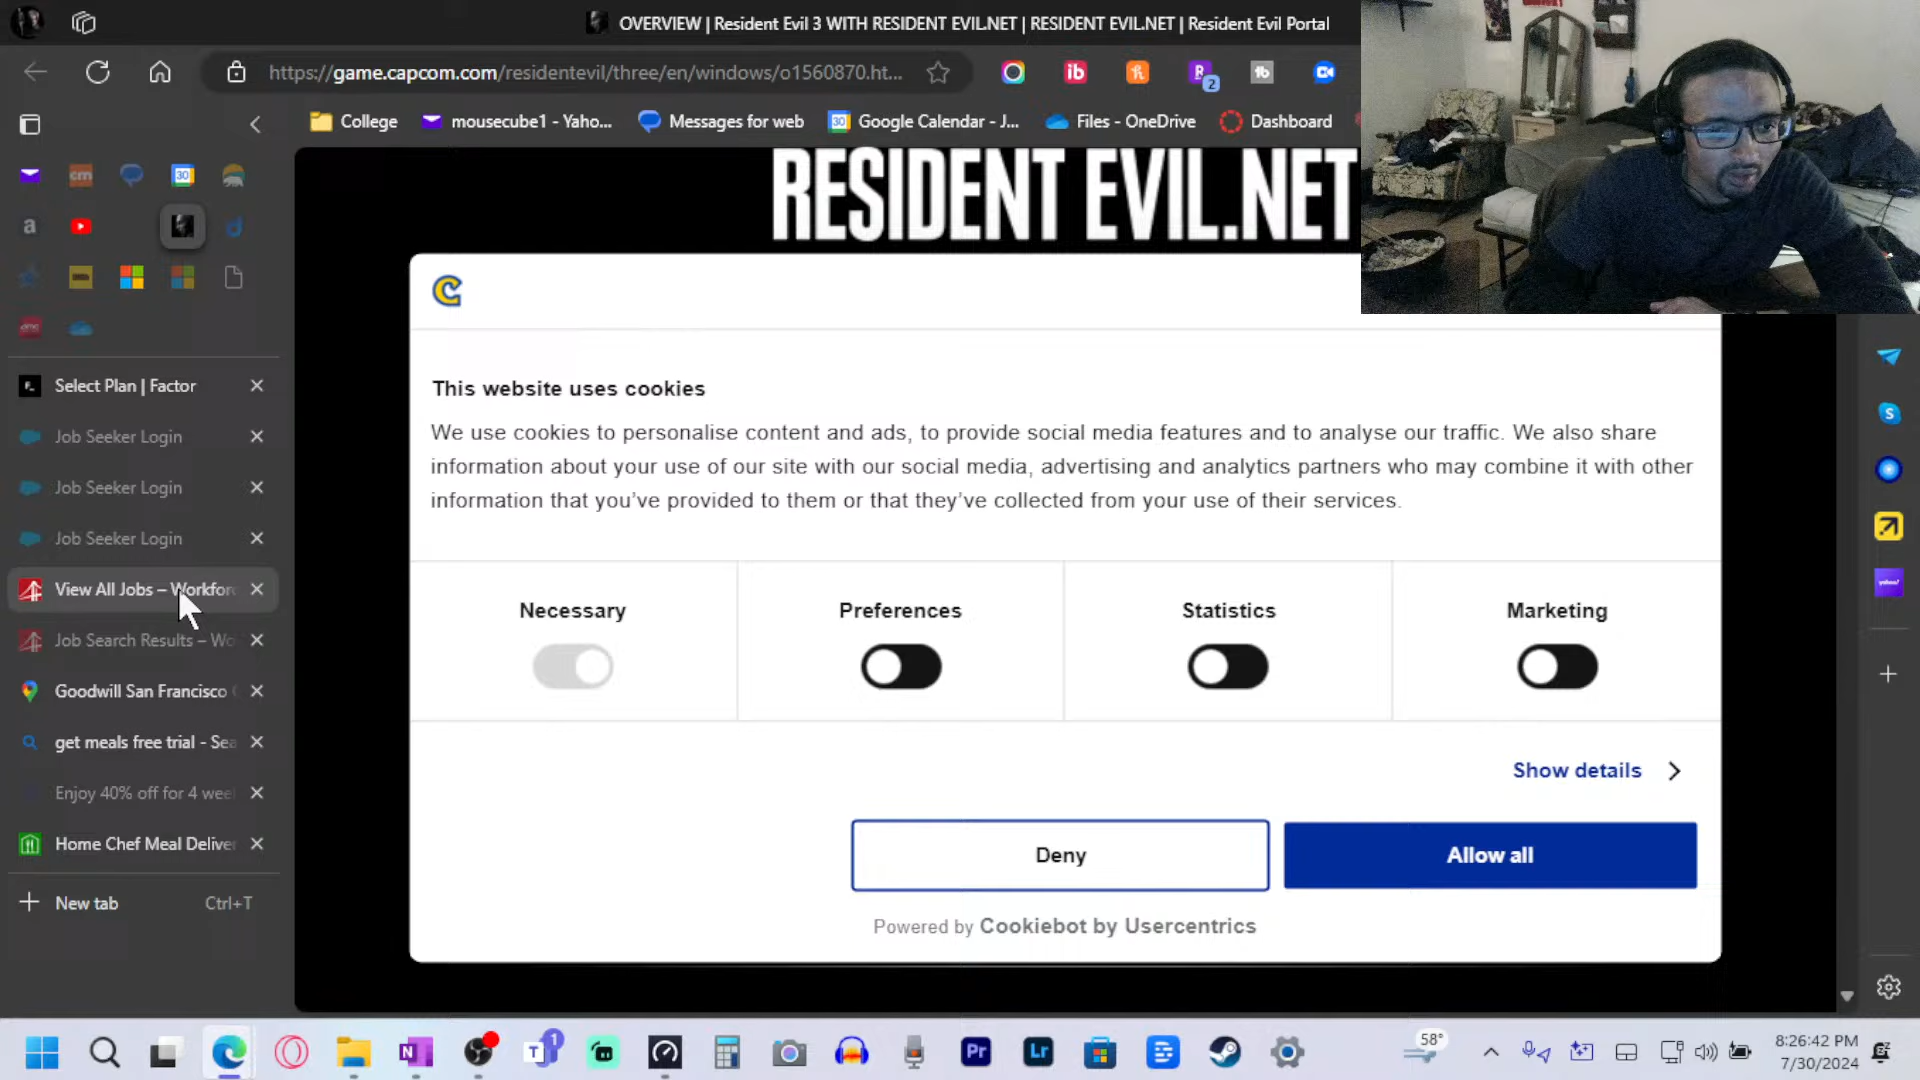 OVERVIEW | Resident Evil 3 WITH RESIDENT EVIL.NET | RESIDENT EVIL.NET | Resident Evil Portal
https://game.capcom.com/residentevil/three/en/windows/o1560870.ht...
2
College
mousecube1 - Yaho...
Messages for web
Google Calendar - J...
Files - OneDrive
Dashboard
RESIDENT EVIL.NET
Select Plan | Factor
Job Seeker Login
Job Seeker Login
Job Seeker Login
View All Jobs – Workfor
Job Search Results – Wo
Goodwill San Francisco
get meals free trial - Sea
Enjoy 40% off for 4 wee
Home Chef Meal Delive
New tab
Ctrl+T
This website uses cookies
We use cookies to personalise content and ads, to provide social media features and to analyse our traffic. We also share
information about your use of our site with our social media, advertising and analytics partners who may combine it with other
information that you've provided to them or that they've collected from your use of their services.
Necessary
Preferences
Statistics
Marketing
Show details
Deny
Allow all
Powered by Cookiebot by Usercentrics
58°
8:26:42 PM
7/30/2024